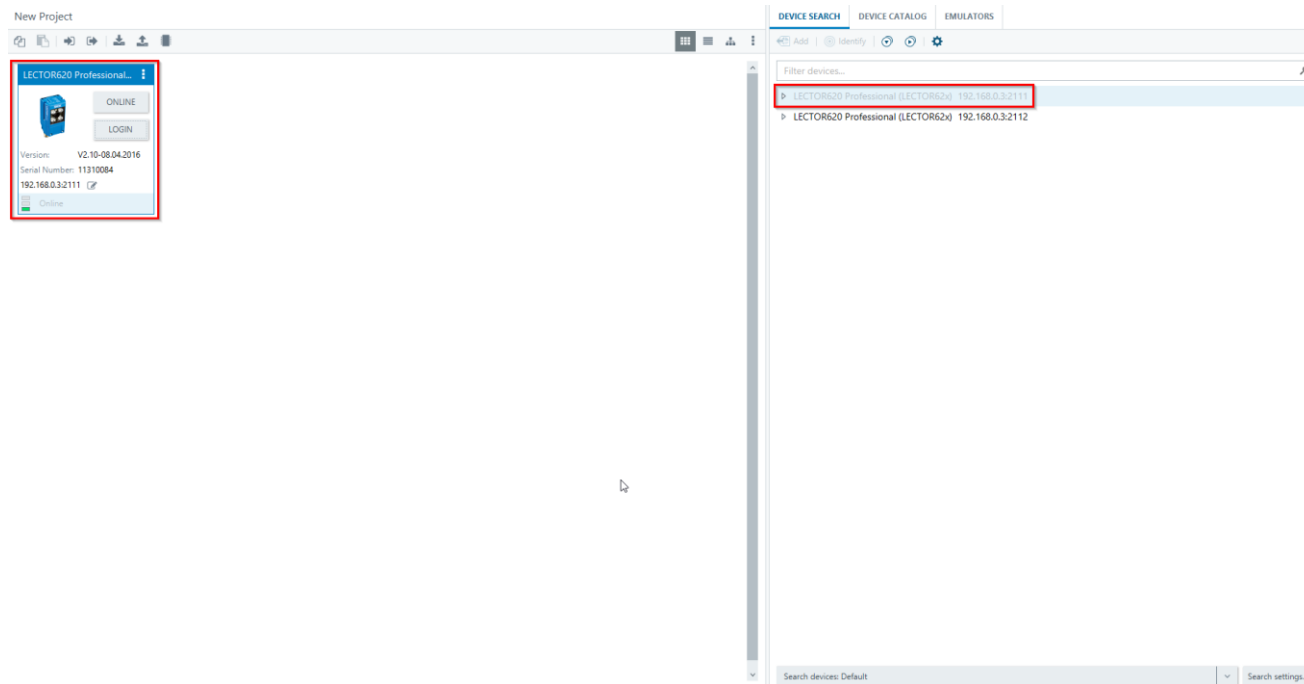 New Project
LECTOR620 Professional...
ONLINE
LOGIN
Version: V2.10-08.04.2016
Serial Number: 11310084
192.168.0.3:2111
Online
DEVICE SEARCH DEVICE CATALOG EMULATORS
Add Identify
Filter devices...
LECTOR620 Professional (LECTOR62x) 192.168.0.3:2111
LECTOR620 Professional (LECTOR62x) 192.168.0.3:2112
Search devices: Default
Search settings.